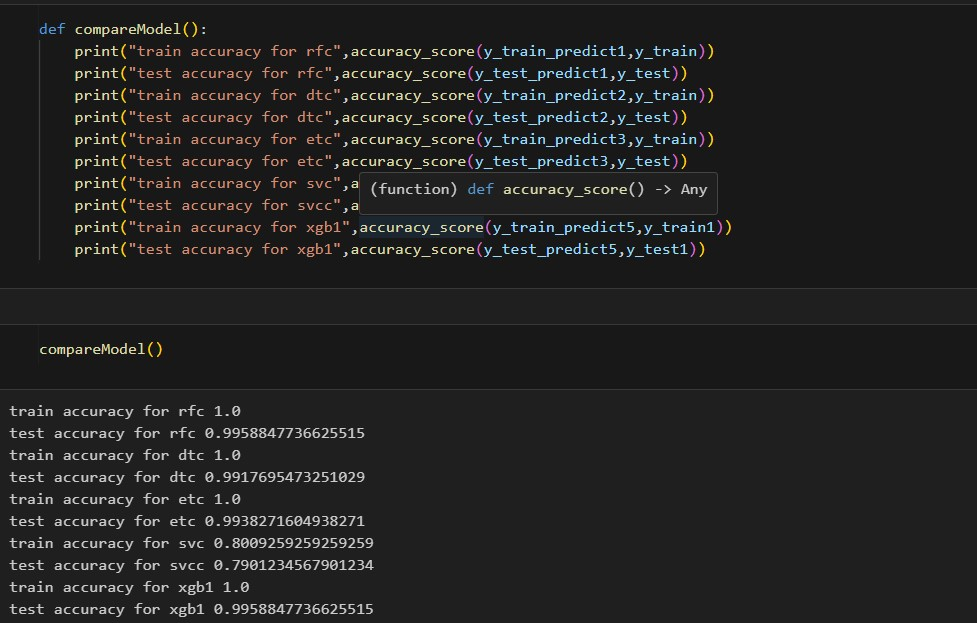 def compareModel():
print("train accuracy for rfc",accuracy_score(y_train_predict1,y_train))
print("test accuracy for rfc",accuracy_score(y_test_predict1,y_test))
print("train accuracy for dtc",accuracy_score(y_train_predict2,y_train))
print("test accuracy for dtc",accuracy_score(y_test_predict2,y_test))
print("train accuracy for etc",accuracy_score(y_train_predict3,y_train))
print("test accuracy for etc",accuracy_score(y_test_predict3,y_test))
print("train accuracy for svc",a
(function) def accuracy_score() -> Any
print("test accuracy for svcc",a
print("train accuracy for xgb1",accuracy_score(y_train_predict5,y_train1))
print("test accuracy for xgb1",accuracy_score(y_test_predict5,y_test1))
compareModel()
train accuracy for rfc 1.0
test accuracy for rfc 0.9958847736625515
train accuracy for dtc 1.0
test accuracy for dtc 0.9917695473251029
train accuracy for etc 1.0
test accuracy for etc 0.9938271604938271
train accuracy for svc 0.8009259259259259
test accuracy for svcc 0.7901234567901234
train accuracy for xgb1 1.0
test accuracy for xgb1 0.9958847736625515